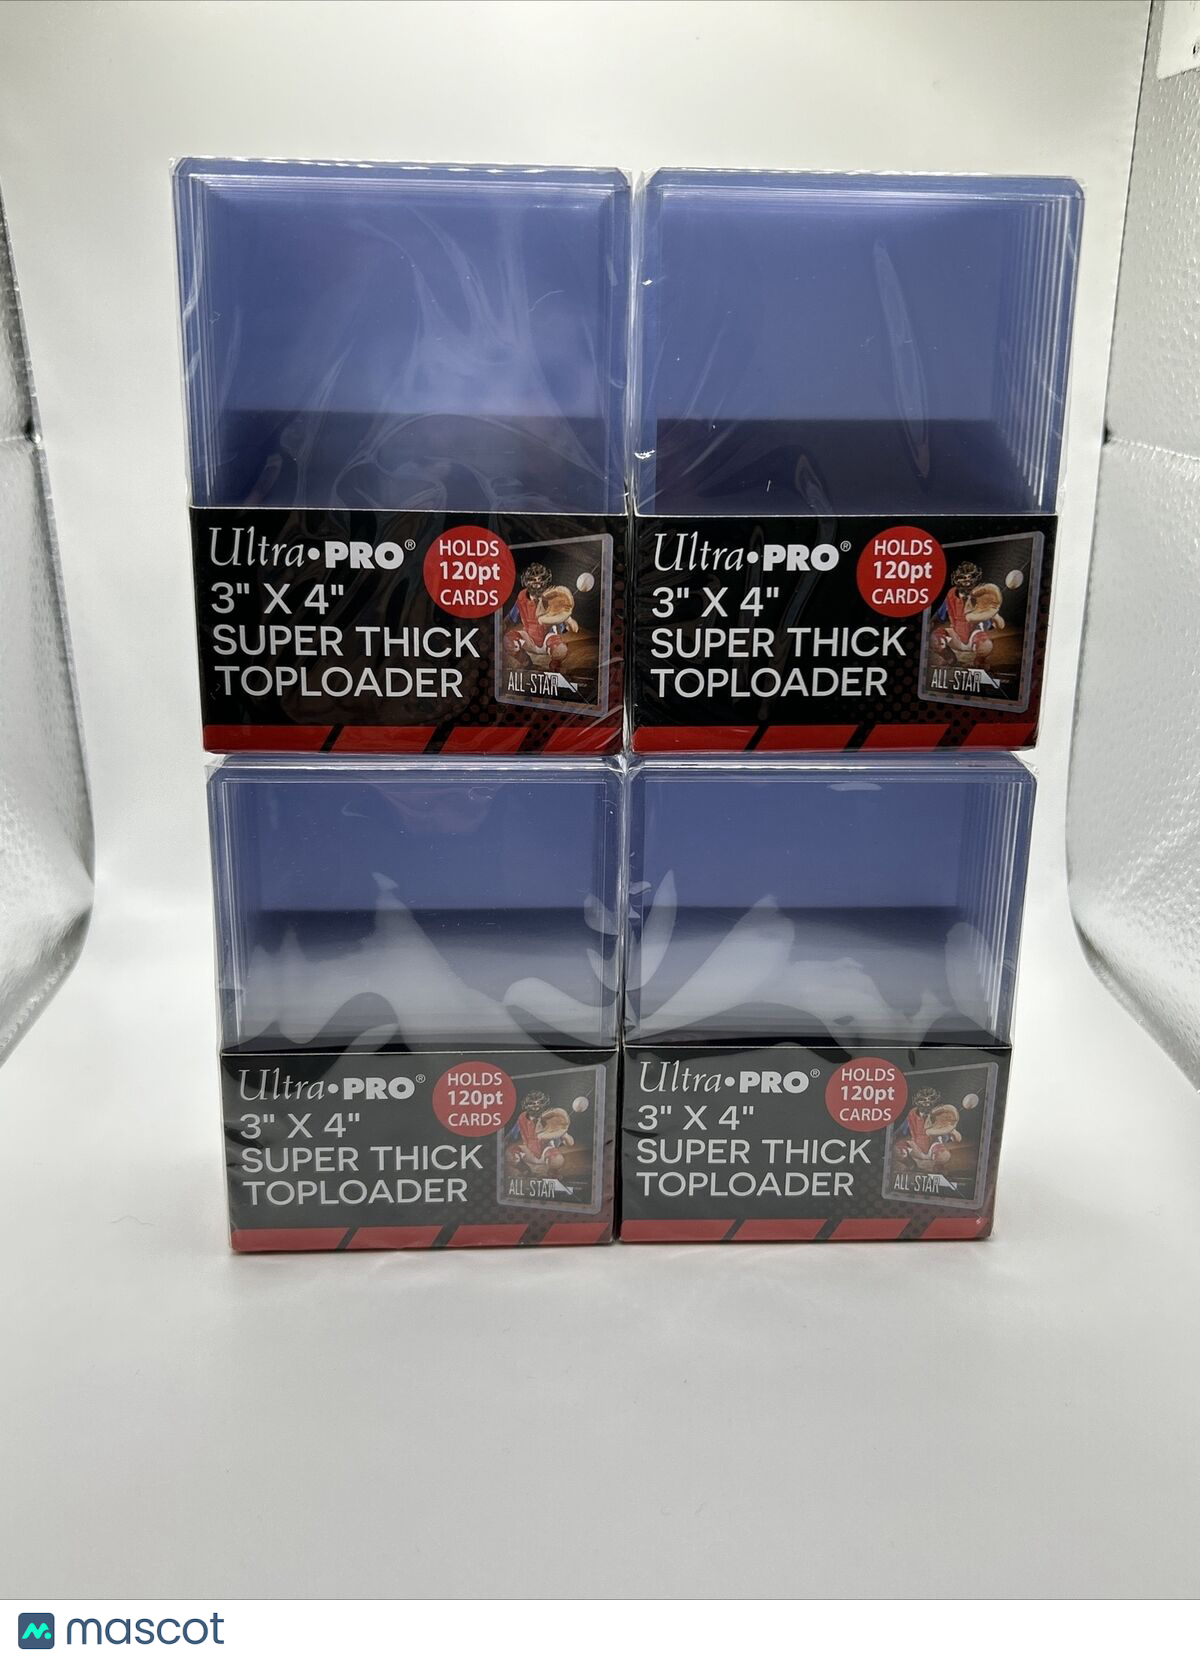 Ultra•PRO®
3" X 4"
SUPER THICK
TOPLOADER
HOLDS
120pt
CARDS
ALL-STAR
Ultra•PRO®
3" X 4"
SUPER THICK
TOPLOADER
HOLDS
120pt
CARDS
ALL-STAR
Ultra•PRO®
3" X 4"
SUPER THICK
TOPLOADER
HOLDS
120pt
CARDS
ALL-STAR
Ultra•PRO®
3" X 4"
SUPER THICK
TOPLOADER
HOLDS
120pt
CARDS
ALL-STAR
mascot